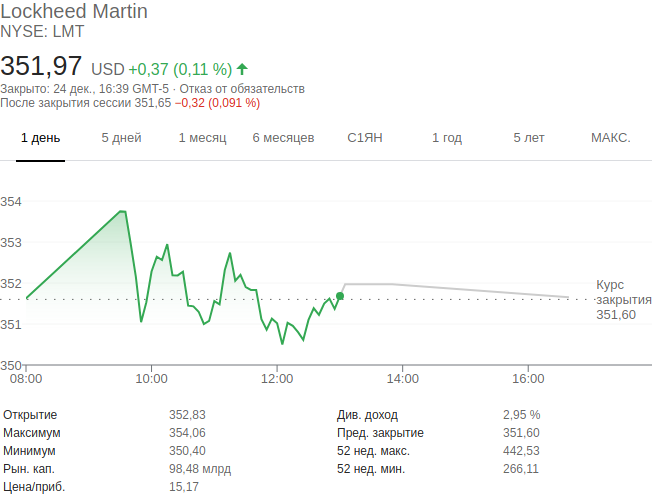 Lockheed Martin
NYSE: LMT
351,97 USD +0,37 (0,11 %)
Закрыто: 24 дек., 16:39 GMT-5 · Отказ от обязательств
После закрытия сессии 351,65 −0,32 (0,091 %)
1 день 5 дней 1 месяц 6 месяцев С1ЯН 1 год 5 лет МАКС.
354
353
352
351
350
Курс
закрытия
351,60
08:00 10:00 12:00 14:00 16:00
Открытие 352,83 Див. доход 2,95 %
Максимум 354,06 Пред. закрытие 351,60
Минимум 350,40 52 нед. макс. 442,53
Рын. кап. 98,48 млрд 52 нед. мин. 266,11
Цена/приб. 15,17